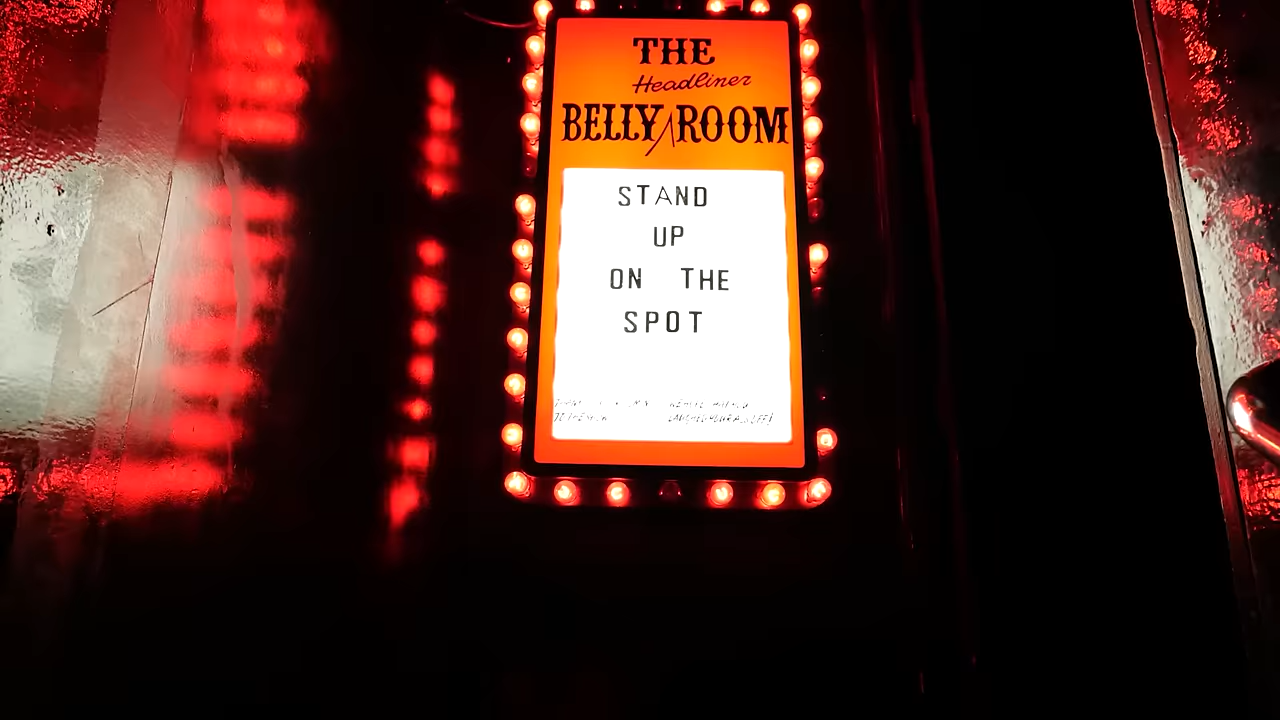 THE
Headliner
BELLY ROOM
STAND
UP
ON THE
SPOT